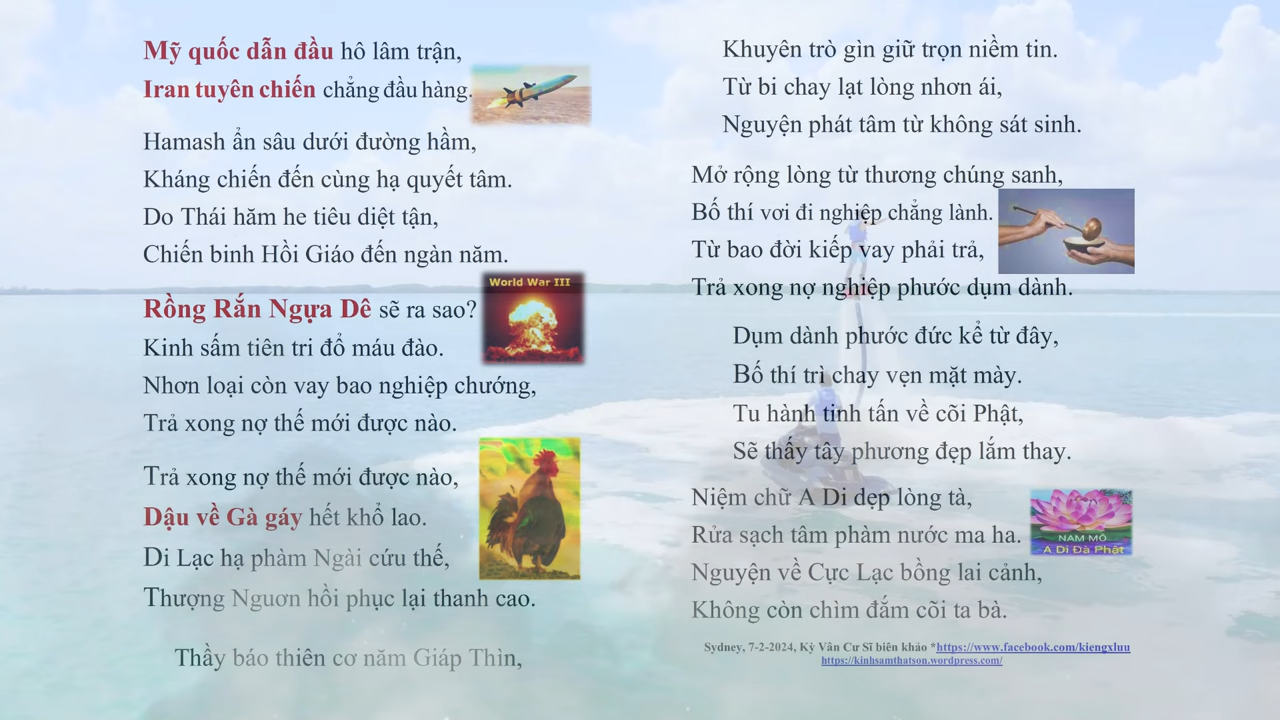 Mỹ quốc dẫn đầu hô lâm trận,
Iran tuyên chiến chẳng đầu hàng.
Hamash ẩn sâu dưới đường hầm,
Kháng chiến đến cùng hạ quyết tâm.
Do Thái hăm he tiêu diệt tận,
Chiến binh Hồi Giáo đến ngàn năm.
World War III
Rồng Rắn Ngựa Dê sẽ ra sao?
Kinh sấm tiên tri đổ máu đào.
Nhơn loại còn vay bao nghiệp chướng,
Trả xong nợ thế mới được nào.
Trả xong nợ thế mới được nào,
Dậu về Gà gáy hết khổ lao.
Di Lạc hạ phàm Ngài cứu thế,
Thượng Nguơn hồi phục lại thanh cao.
Thầy báo thiên cơ năm Giáp Thìn,
Khuyên trò gìn giữ trọn niềm tin.
Từ bi chay lạt lòng nhơn ái,
Nguyện phát tâm từ không sát sinh.
Mở rộng lòng từ thương chúng sanh,
Bố thí vơi đi nghiệp chẳng lành.
Từ bao đời kiếp vay phải trả,
Trả xong nợ nghiệp phước dụm dành.
Dụm dành phước đức kể từ đây,
Bố thí trì chay vẹn mặt mày.
Tu hành tinh tấn về cõi Phật,
Sẽ thấy tây phương đẹp lắm thay.
Niệm chữ A Di dẹp lòng tà,
Rửa sạch tâm phàm nước ma ha.
Nguyện về Cực Lạc bồng lai cảnh,
Không còn chìm đắm cõi ta bà.
NAM MÔ
A Di Đà Phật
Sydney, 7-2-2024, Kỳ Vân Cư Sĩ biên khảo *https://www.facebook.com/kiengxluu
https://kinhsamthatson.wordpress.com/